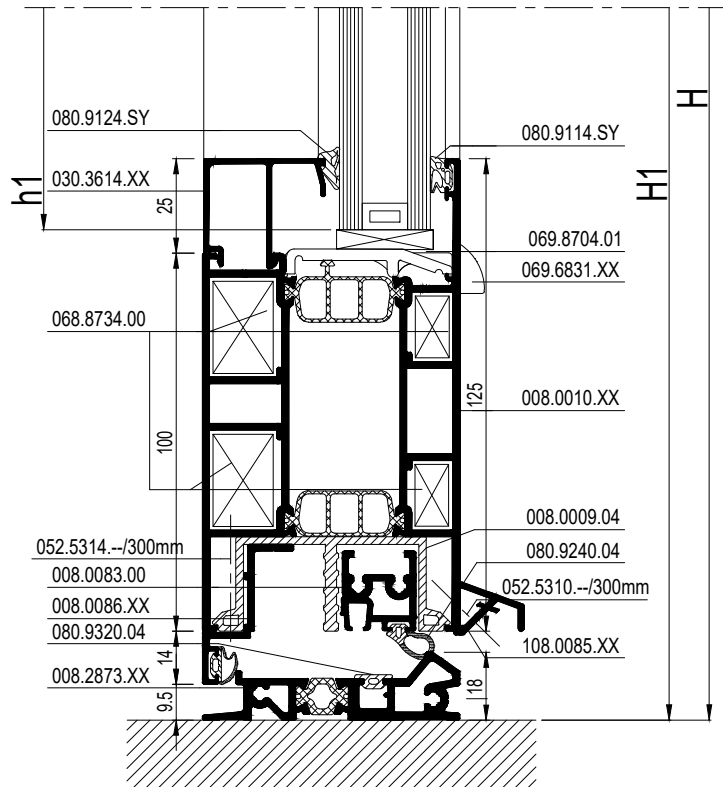 080.9124.SY
080.9114.SY
030.3614.XX
h1
H1
H
25
069.8704.01
069.6831.XX
068.8734.00
125
008.0010.XX
100
008.0009.04
052.5314.--/300mm
080.9240.04
008.0083.00
052.5310.--/300mm
008.0086.XX
080.9320.04
108.0085.XX
14
008.2873.XX
18
9.5